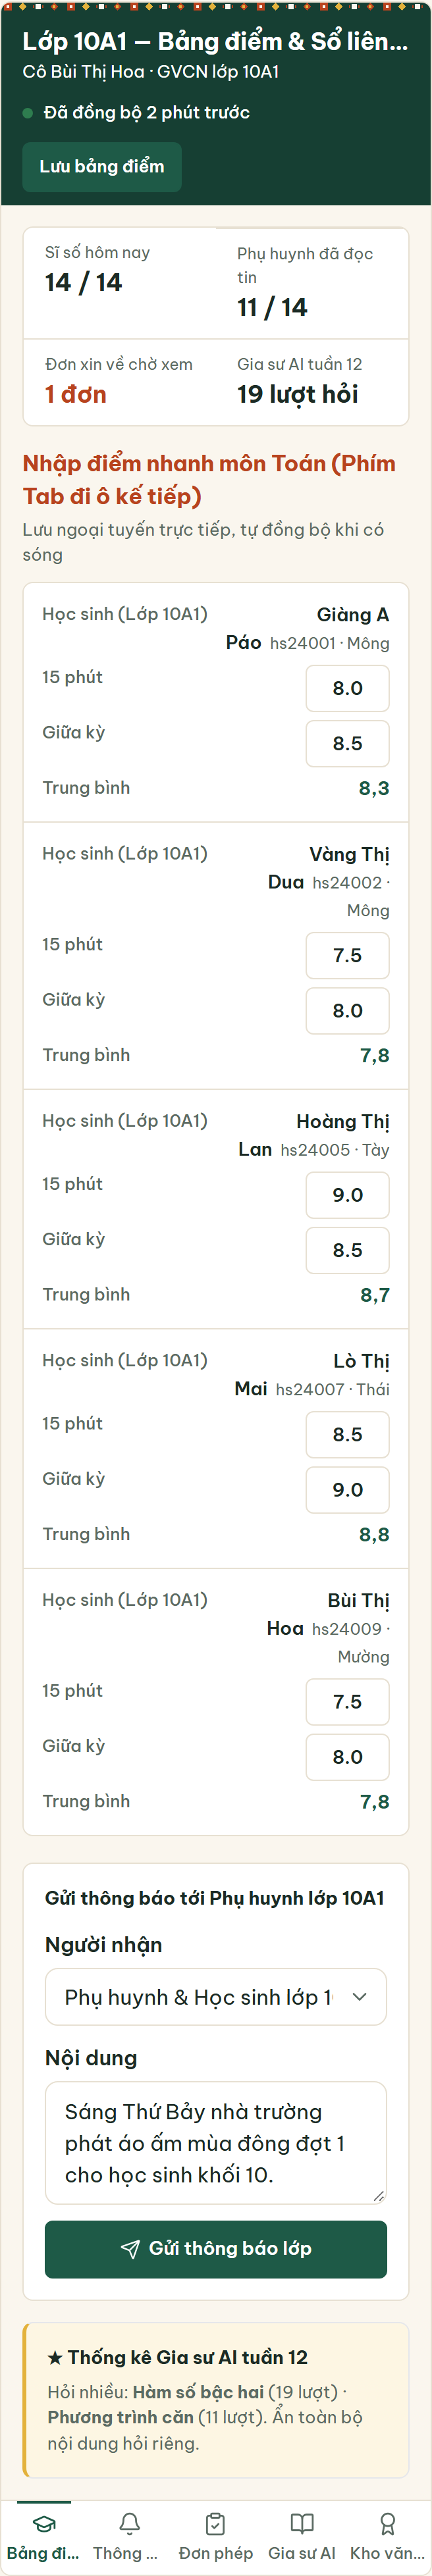 Lớp 10A1 — Bảng điểm & Sổ liên...
Cô Bùi Thị Hoa · GVCN lớp 10A1
Đã đồng bộ 2 phút trước
Lưu bảng điểm
Sĩ số hôm nay
14 / 14
Phụ huynh đã đọc
tin
11 / 14
Đơn xin về chờ xem
1 đơn
Gia sư AI tuần 12
19 lượt hỏi
Nhập điểm nhanh môn Toán (Phím
Tab đi ô kế tiếp)
Lưu ngoại tuyến trực tiếp, tự đồng bộ khi có
sóng
Học sinh (Lớp 10A1) Giàng A
Páo hs24001 · Mông
15 phút 8.0
Giữa kỳ 8.5
Trung bình 8,3
Học sinh (Lớp 10A1) Vàng Thị
Dua hs24002 ·
Mông
15 phút 7.5
Giữa kỳ 8.0
Trung bình 7,8
Học sinh (Lớp 10A1) Hoàng Thị
Lan hs24005 · Tày
15 phút 9.0
Giữa kỳ 8.5
Trung bình 8,7
Học sinh (Lớp 10A1) Lò Thị
Mai hs24007 · Thái
15 phút 8.5
Giữa kỳ 9.0
Trung bình 8,8
Học sinh (Lớp 10A1) Bùi Thị
Hoa hs24009 ·
Mường
15 phút 7.5
Giữa kỳ 8.0
Trung bình 7,8
Gửi thông báo tới Phụ huynh lớp 10A1
Người nhận
Phụ huynh & Học sinh lớp 1
Nội dung
Sáng Thứ Bảy nhà trường
phát áo ấm mùa đông đợt 1
cho học sinh khối 10.
Gửi thông báo lớp
★ Thống kê Gia sư AI tuần 12
Hỏi nhiều: Hàm số bậc hai (19 lượt) ·
Phương trình căn (11 lượt). Ẩn toàn bộ
nội dung hỏi riêng.
Bảng đi... Thông ... Đơn phép Gia sư AI Kho văn...